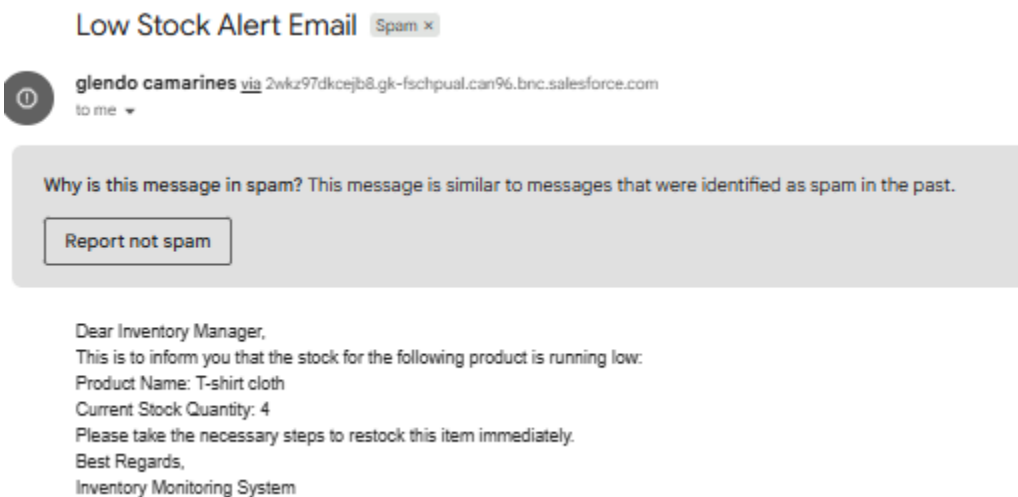 Low Stock Alert Email Spam ×
glendo camarines via 2wkz97dkcejb8.gk-fschpual.can96.bnc.salesforce.com
to me
Why is this message in spam? This message is similar to messages that were identified as spam in the past.
Report not spam
Dear Inventory Manager,
This is to inform you that the stock for the following product is running low:
Product Name: T-shirt cloth
Current Stock Quantity: 4
Please take the necessary steps to restock this item immediately.
Best Regards,
Inventory Monitoring System